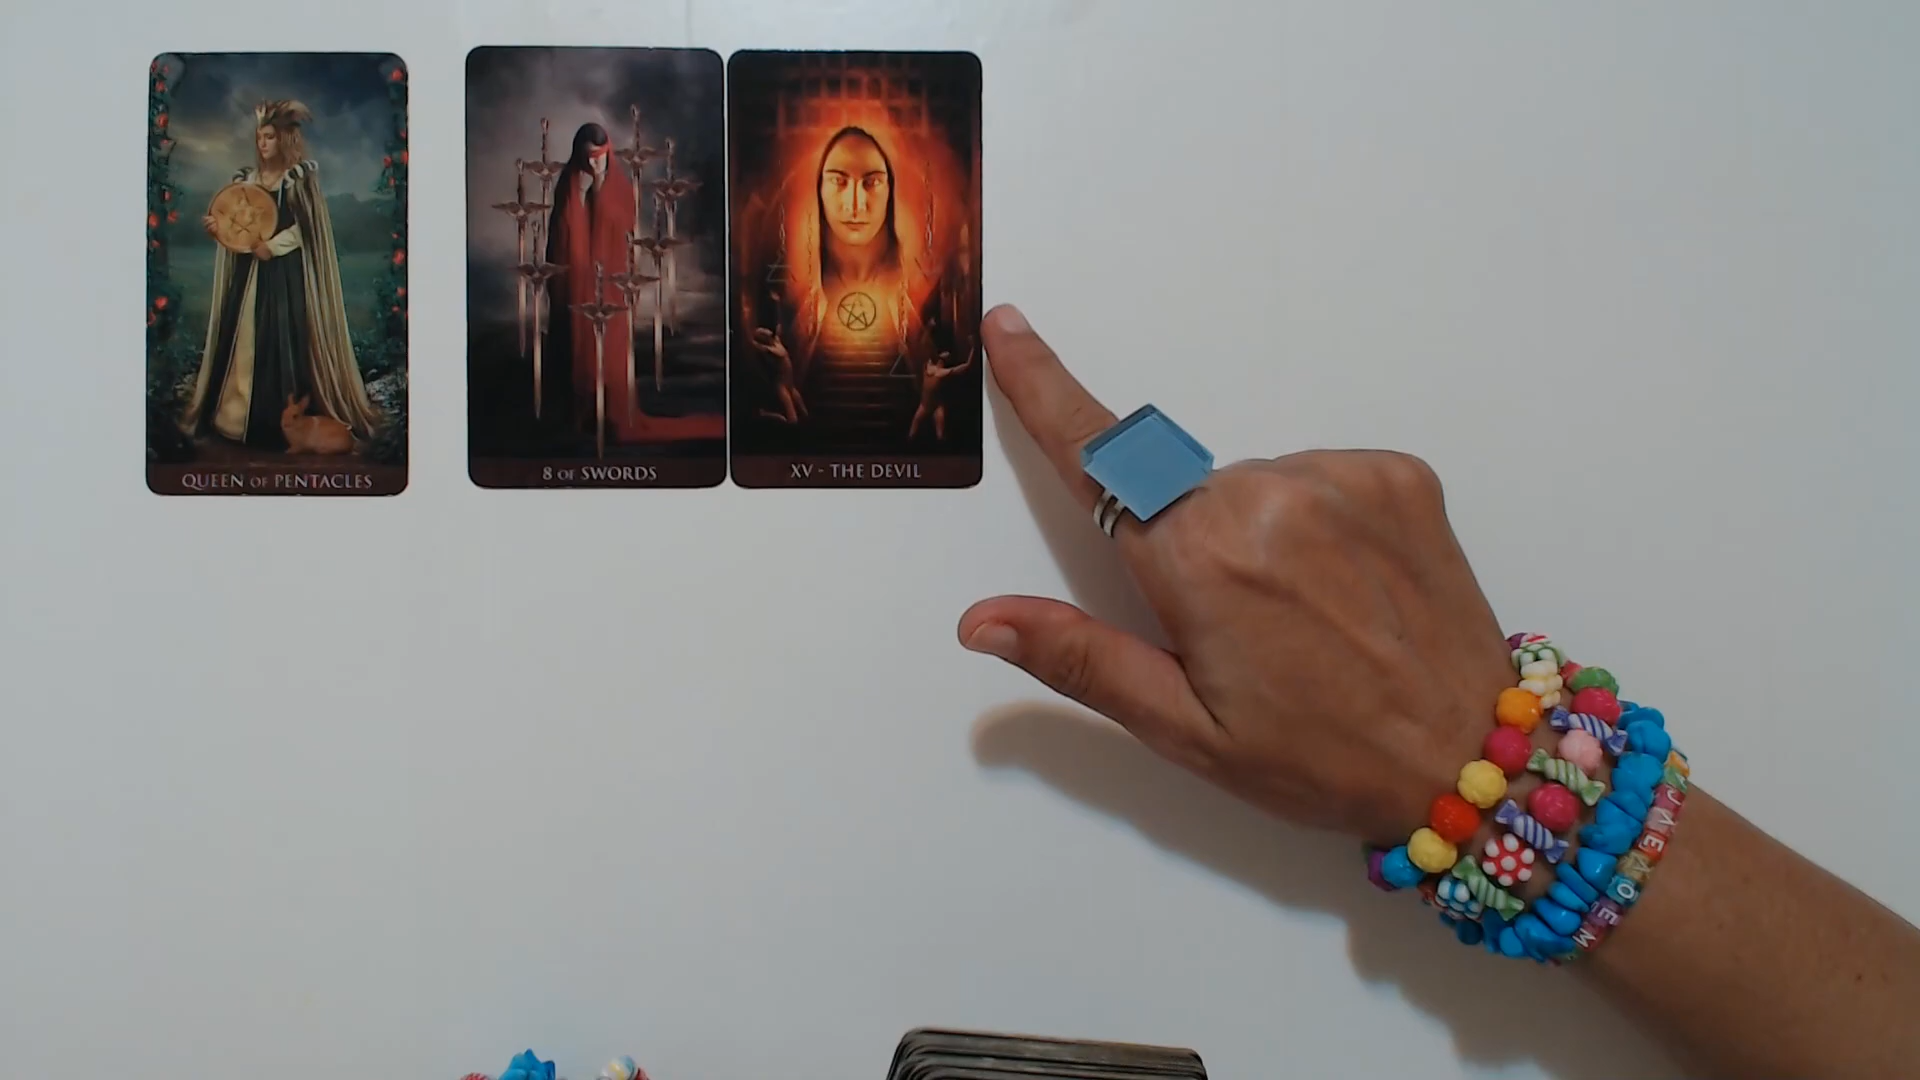 QUEEN OF PENTACLES
8 OF SWORDS
XV - THE DEVIL